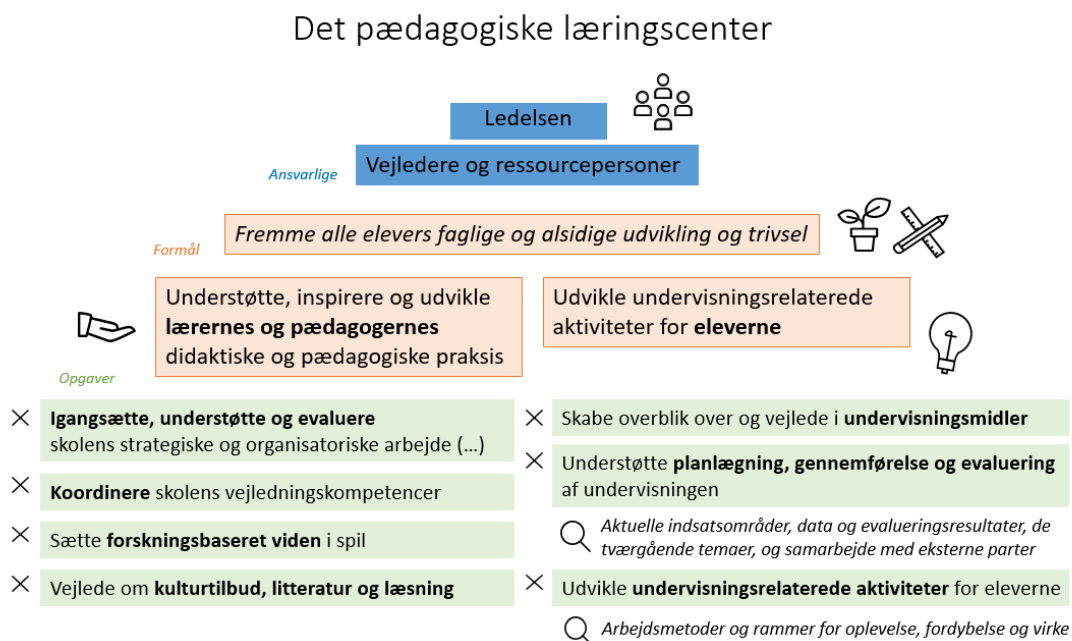 Det pædagogiske læringscenter
Ledelsen
Vejledere og ressourcepersoner
Ansvarlige
Fremme alle elevers faglige og alsidige udvikling og trivsel
Formål
Understøtte, inspirere og udvikle
lærernes og pædagogernes
didaktiske og pædagogiske praksis
Udvikle undervisningsrelaterede
aktiviteter for eleverne
Opgaver
Igangsætte, understøtte og evaluere
skolens strategiske og organisatoriske arbejde (…)
Koordinere skolens vejledningskompetencer
Sætte forskningsbaseret viden i spil
Vejlede om kulturtilbud, litteratur og læsning
Skabe overblik over og vejlede i undervisningsmidler
Understøtte planlægning, gennemførelse og evaluering
af undervisningen
Aktuelle indsatsområder, data og evalueringsresultater, de
tværgående temaer, og samarbejde med eksterne parter
Udvikle undervisningsrelaterede aktiviteter for eleverne
Arbejdsmetoder og rammer for oplevelse, fordybelse og virke